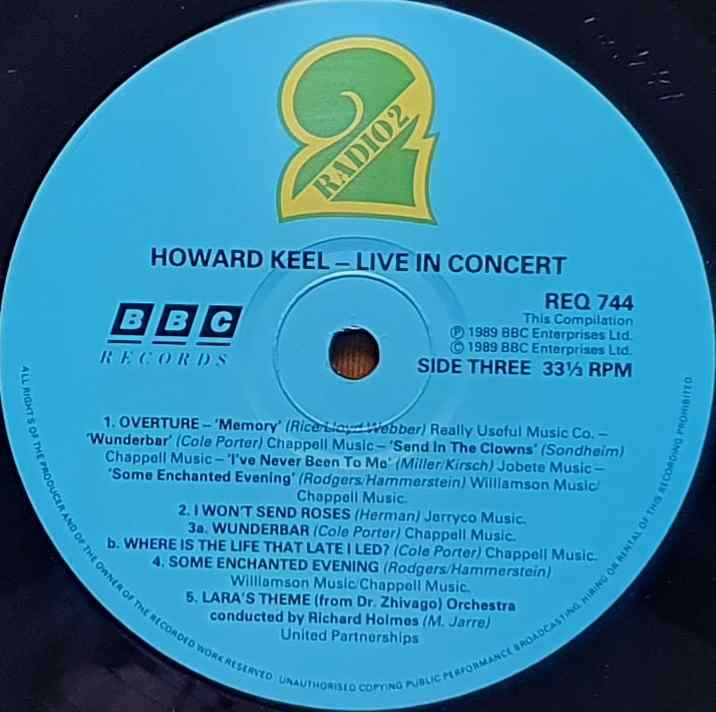 2
RADIO 2
HOWARD KEEL – LIVE IN CONCERT
BBC
RECORDS
REQ 744
This Compilation
Ⓟ 1989 BBC Enterprises Ltd.
© 1989 BBC Enterprises Ltd.
SIDE THREE 33⅓ RPM
1. OVERTURE – 'Memory' (Rice/Lloyd Webber) Really Useful Music Co. –
'Wunderbar' (Cole Porter) Chappell Music – 'Send In The Clowns' (Sondheim)
Chappell Music – 'I've Never Been To Me' (Miller/Kirsch) Jobete Music –
'Some Enchanted Evening' (Rodgers/Hammerstein) Williamson Music/
Chappell Music.
2. I WON'T SEND ROSES (Herman) Jerryco Music.
3a. WUNDERBAR (Cole Porter) Chappell Music.
b. WHERE IS THE LIFE THAT LATE I LED? (Cole Porter) Chappell Music.
4. SOME ENCHANTED EVENING (Rodgers/Hammerstein)
Williamson Music/Chappell Music.
5. LARA'S THEME (from Dr. Zhivago) Orchestra
conducted by Richard Holmes (M. Jarre)
United Partnerships
ALL RIGHTS OF THE PRODUCER AND OF THE OWNER OF THE RECORDED WORK RESERVED. UNAUTHORISED COPYING PUBLIC PERFORMANCE BROADCASTING, HIRING OR RENTAL OF THIS RECORDING PROHIBITED